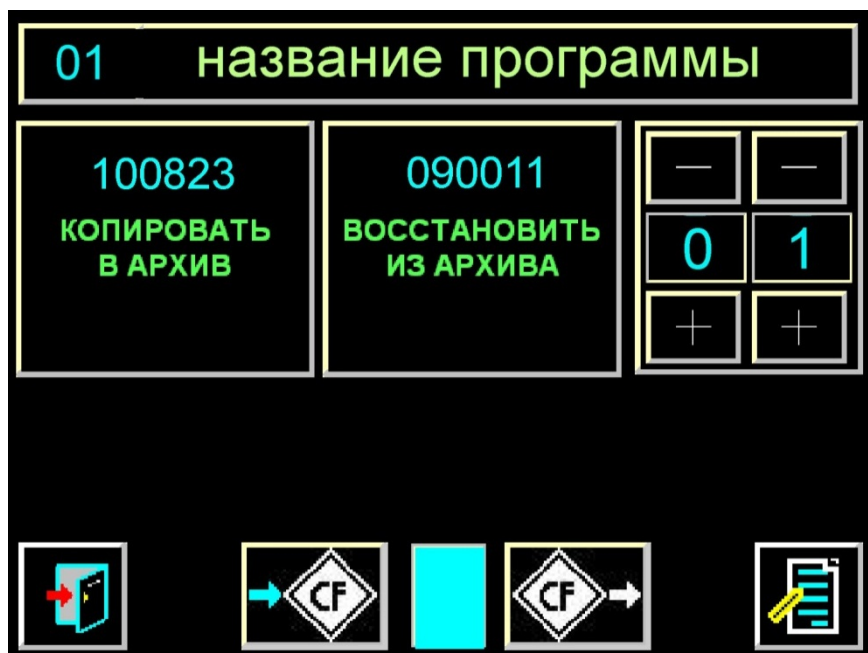 01 название программы
100823
КОПИРОВАТЬ
В АРХИВ
090011
ВОССТАНОВИТЬ
ИЗ АРХИВА
— —
0 1
+ +
CF
CF